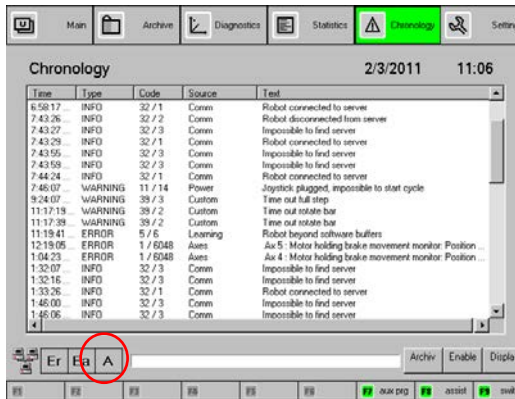 Main Archive Diagnostics Statistics Chronology Settin
Chronology 2/3/2011 11:06
Time Type Code Source Text
6:58:17 ... INFO 32 / 1 Comm Robot connected to server
7:43:26 ... INFO 32 / 2 Comm Robot disconnected from server
7:43:27 ... INFO 32 / 3 Comm Impossible to find server
7:43:29 ... INFO 32 / 1 Comm Robot connected to server
7:43:55 ... INFO 32 / 3 Comm Impossible to find server
7:43:59 ... INFO 32 / 3 Comm Impossible to find server
7:44:24 ... INFO 32 / 1 Comm Robot connected to server
7:46:07 ... WARNING 11 / 14 Power Joystick plugged, impossible to start cycle
9:24:07 ... WARNING 39 / 3 Custom Time out full step
11:17:19... WARNING 39 / 2 Custom Time out rotate bar
11:17:39... WARNING 39 / 2 Custom Time out rotate bar
11:19:41 ... ERROR 5 / 6 Learning Robot beyond software buffers
12:19:05 ... ERROR 1 / 6048 Axes Ax 5 : Motor holding brake movement monitor: Position ...
1:04:23 ... ERROR 1 / 6048 Axes Ax 4 : Motor holding brake movement monitor: Position ...
1:32:07 ... INFO 32 / 3 Comm Impossible to find server
1:32:16 ... INFO 32 / 3 Comm Impossible to find server
1:33:26 ... INFO 32 / 1 Comm Robot connected to server
1:46:00 ... INFO 32 / 3 Comm Impossible to find server
1:46:06 ... INFO 32 / 3 Comm Impossible to find server
Er Ea A Archiv Enable Displa
F1 F2 F3 F4 F5 F6 F7 aux prg F8 assist F9 swit